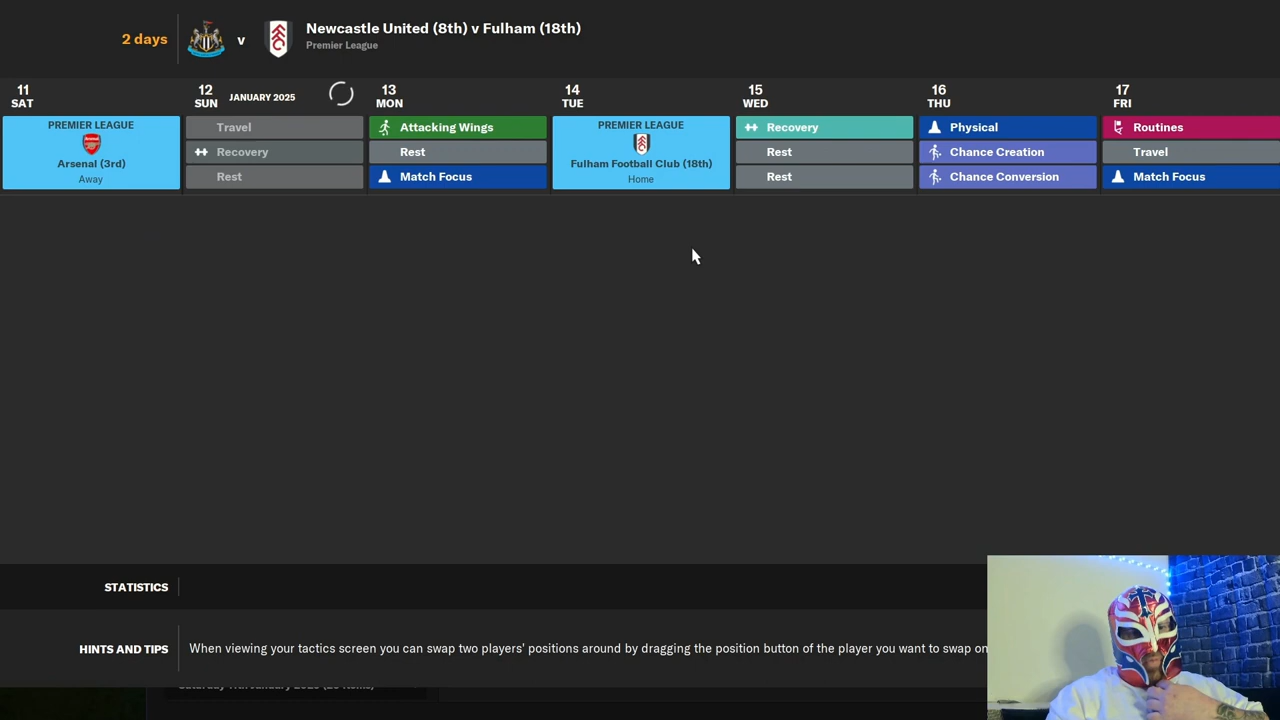 2 days
v
Newcastle United (8th) v Fulham (18th)
Premier League
11
SAT
12
SUN
JANUARY 2025
13
MON
14
TUE
15
WED
16
THU
17
FRI
PREMIER LEAGUE
Arsenal (3rd)
Away
Travel
Recovery
Rest
Attacking Wings
Rest
Match Focus
PREMIER LEAGUE
Fulham Football Club (18th)
Home
Recovery
Rest
Rest
Physical
Chance Creation
Chance Conversion
Routines
Travel
Match Focus
STATISTICS
HINTS AND TIPS
When viewing your tactics screen you can swap two players' positions around by dragging the position button of the player you want to swap on